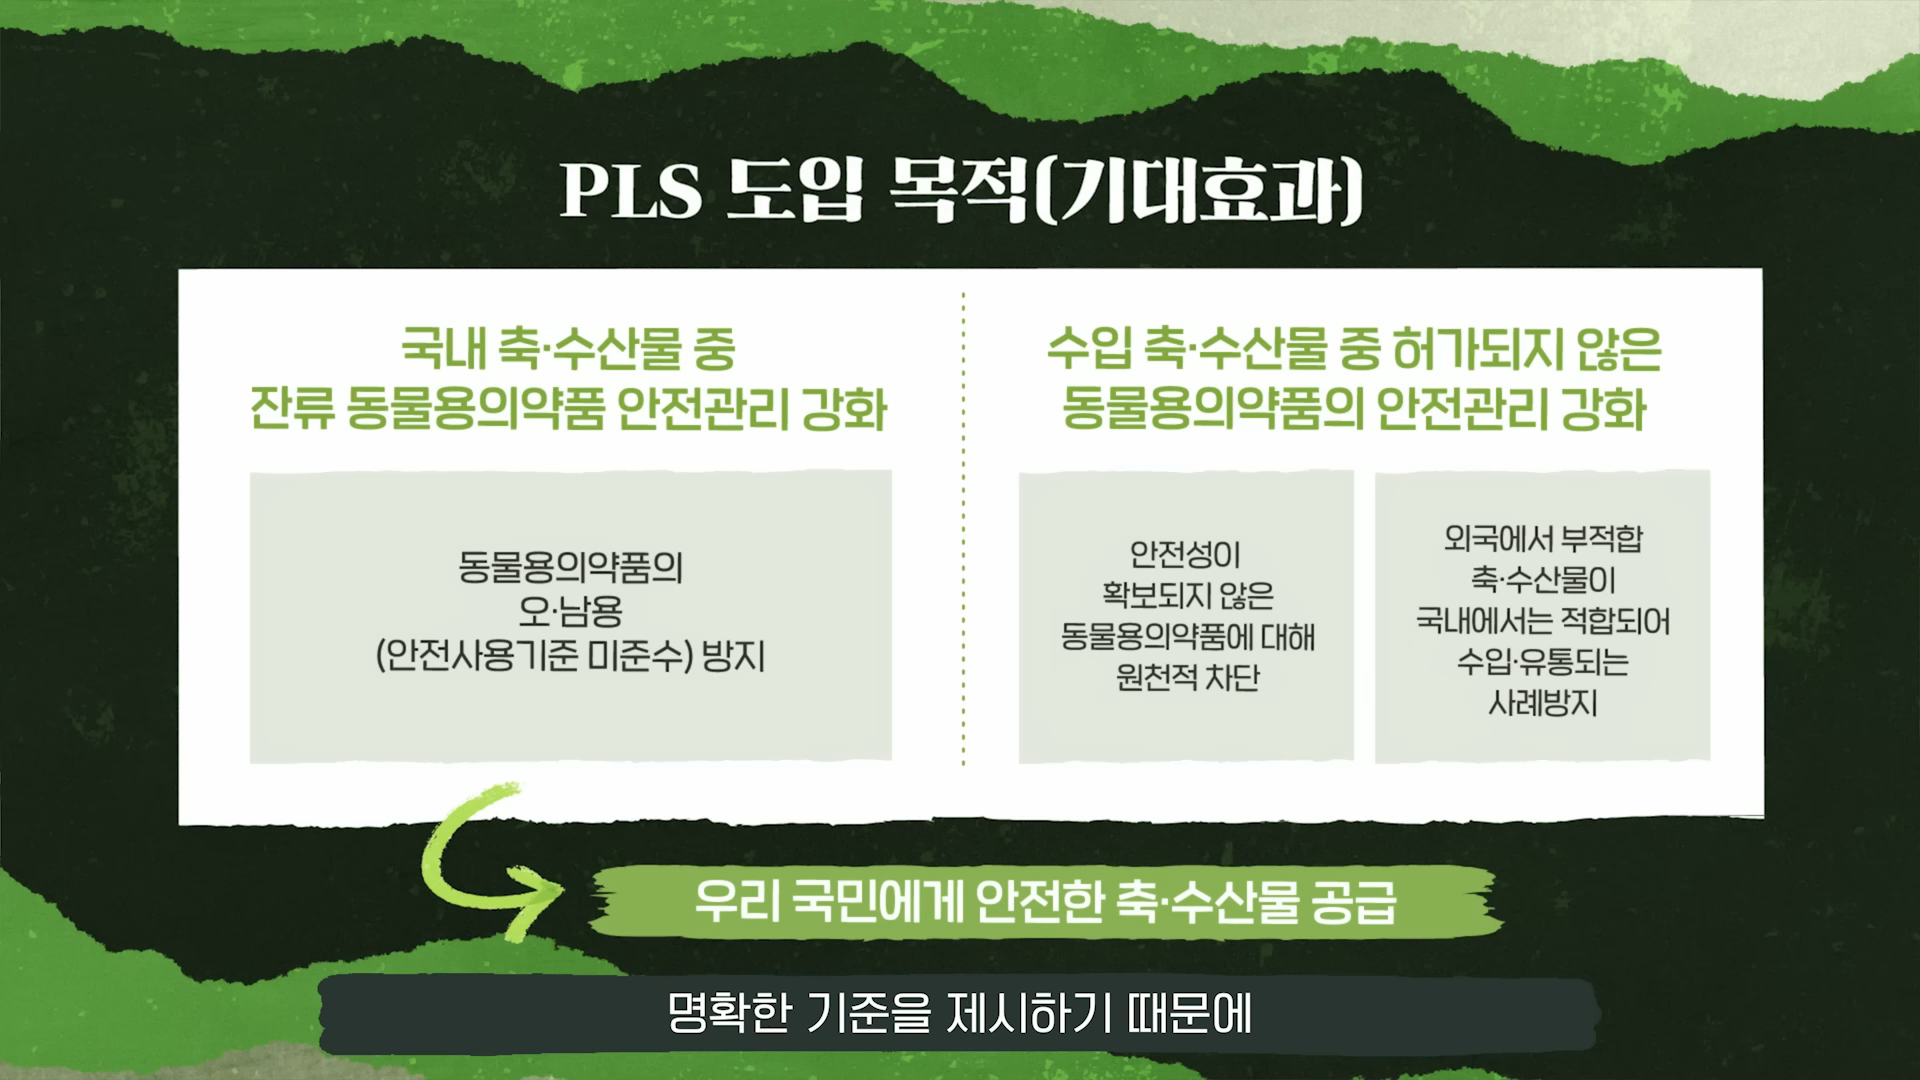 PLS 도입 목적(기대효과)
국내 축·수산물 중
잔류 동물용의약품 안전관리 강화
동물용의약품의
오·남용
(안전사용기준 미준수) 방지
수입 축·수산물 중 허가되지 않은
동물용의약품의 안전관리 강화
안전성이
확보되지 않은
동물용의약품에 대해
원천적 차단
외국에서 부적합
축·수산물이
국내에서는 적합되어
수입·유통되는
사례방지
우리 국민에게 안전한 축·수산물 공급
명확한 기준을 제시하기 때문에